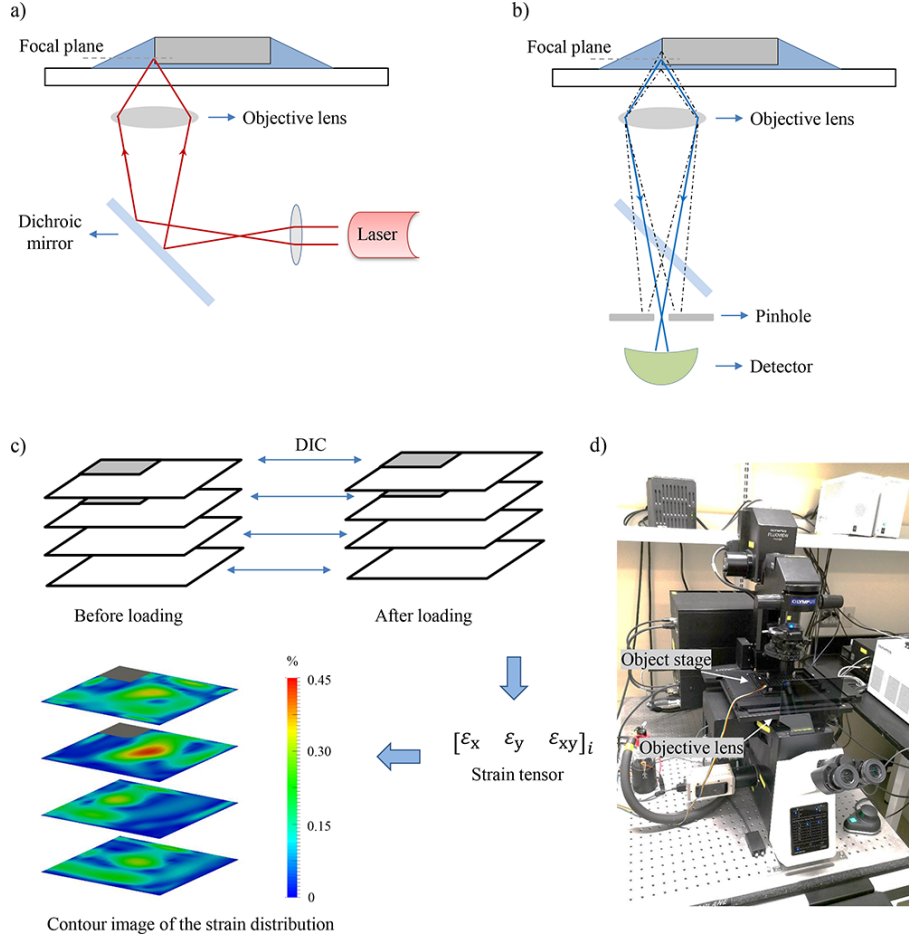 a)
Focal plane
Objective lens
Dichroic
mirror
Laser
b)
Focal plane
Objective lens
Pinhole
Detector
c)
DIC
Before loading
After loading
%
0.45
0.30
0.15
0
[εx εy εxy]i
Strain tensor
Contour image of the strain distribution
d)
FLUOVIEW
OLYMPUS
Object stage
Objective lens